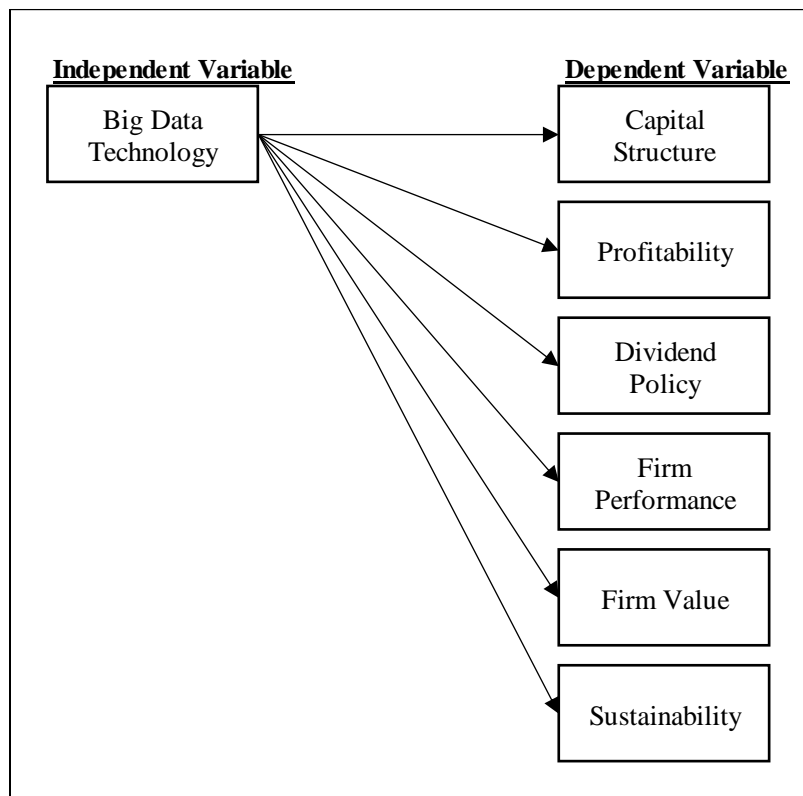 Independent Variable
Big Data
Technology
Dependent Variable
Capital
Structure
Profitability
Dividend
Policy
Firm
Performance
Firm Value
Sustainability